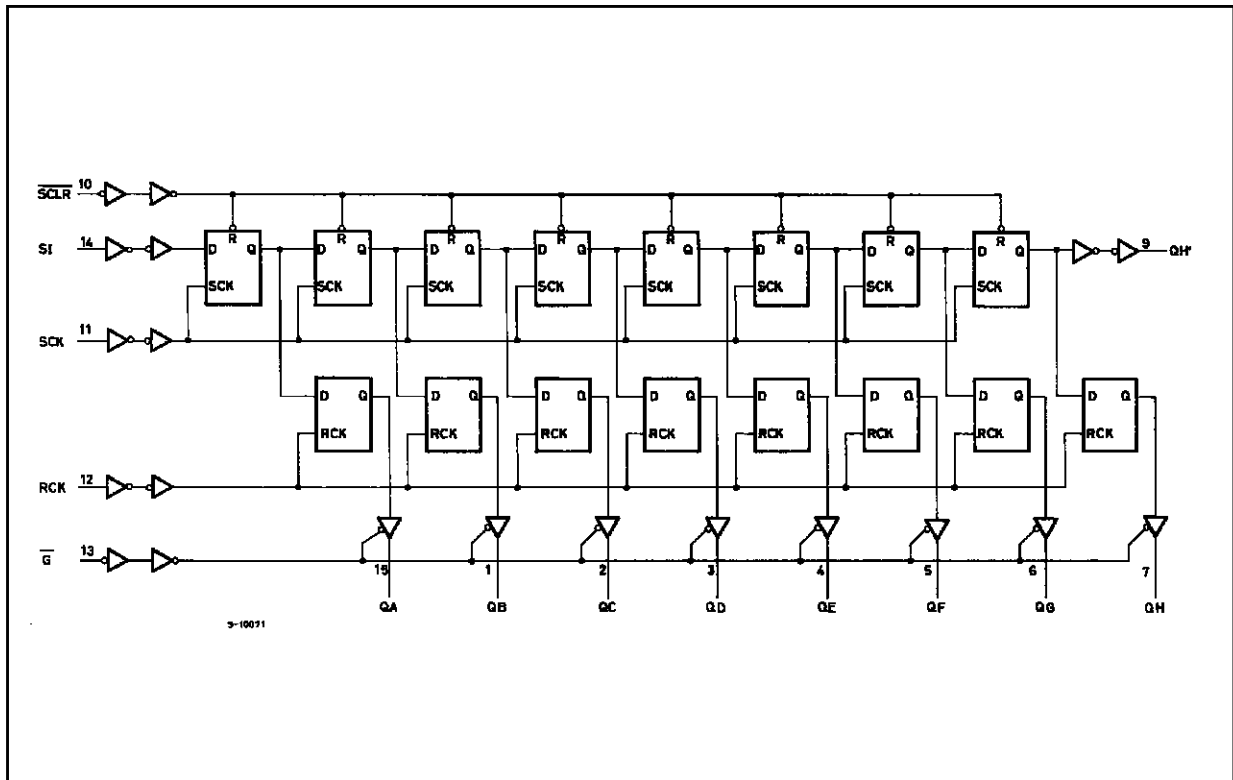 SCLR 10
R R R R R R R R
SI 14
D Q D Q D Q D Q D Q D Q D Q D Q
9 QH'
SCK SCK SCK SCK SCK SCK SCK SCK
SCK 11
D Q D Q D Q D Q D Q D Q D Q D Q
RCK RCK RCK RCK RCK RCK RCK RCK
RCK 12
G 13
15 1 2 3 4 5 6 7
QA QB QC QD QE QF QG QH